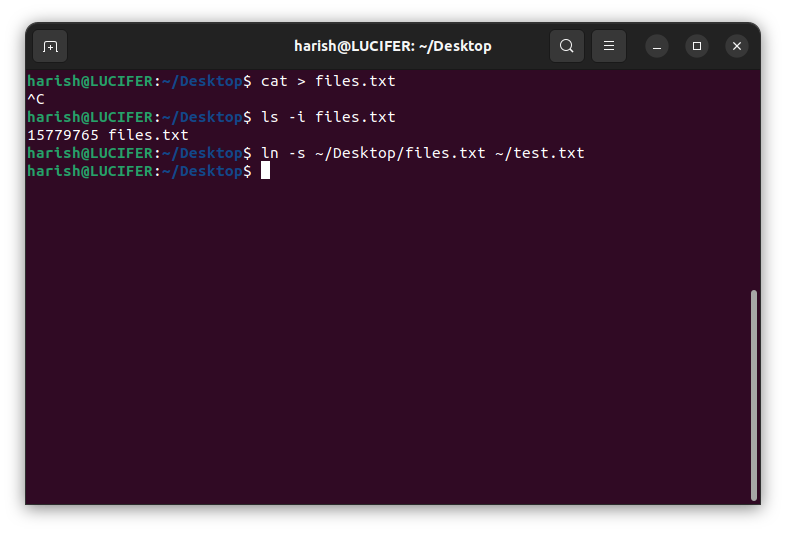 harish@LUCIFER: ~/Desktop
harish@LUCIFER:~/Desktop$ cat > files.txt
^C
harish@LUCIFER:~/Desktop$ ls -i files.txt
15779765 files.txt
harish@LUCIFER:~/Desktop$ ln -s ~/Desktop/files.txt ~/test.txt
harish@LUCIFER:~/Desktop$